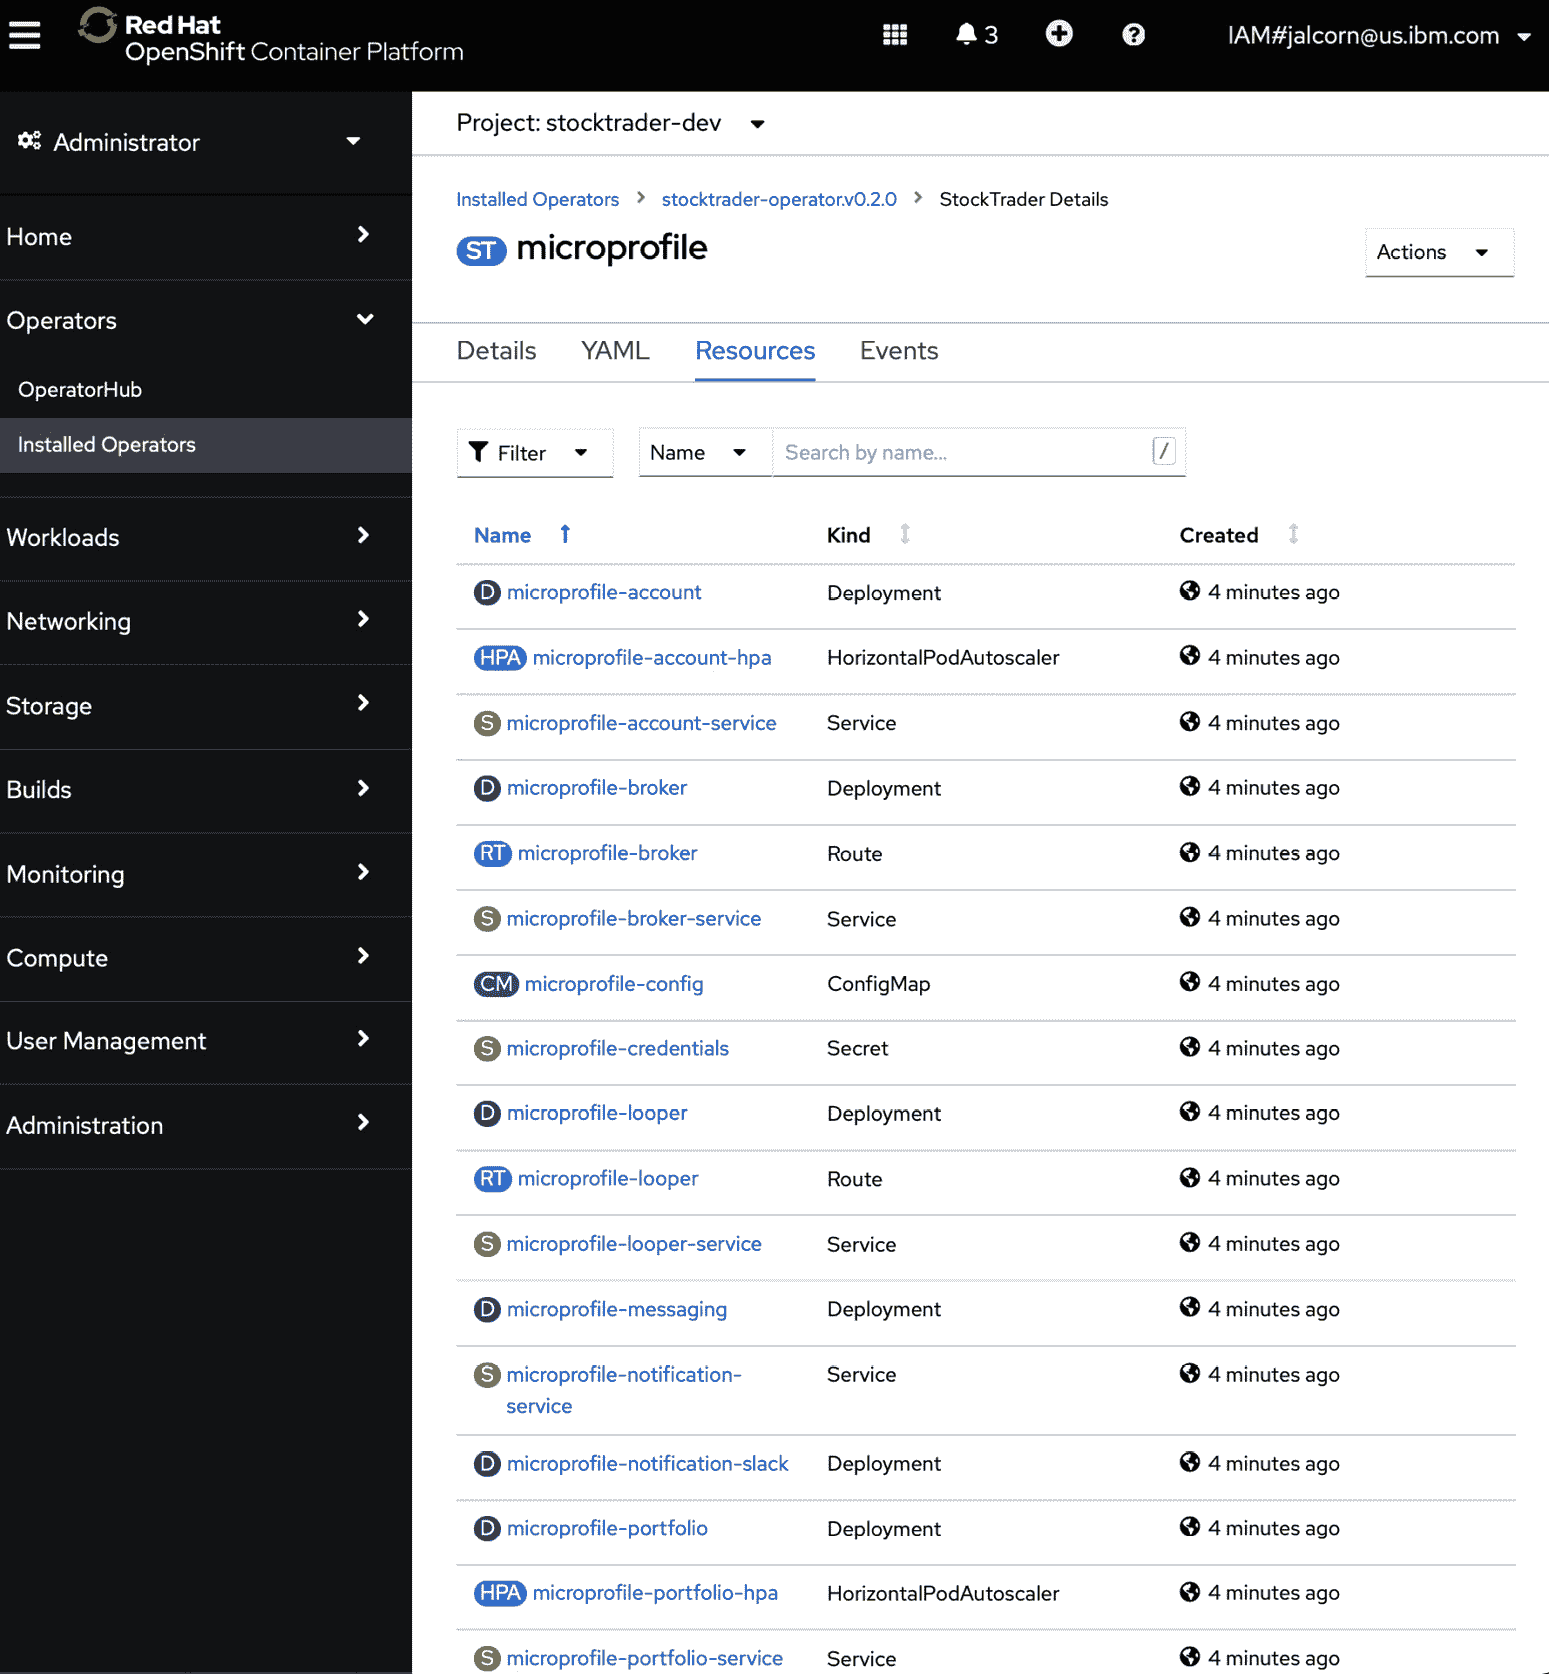 Red Hat
OpenShift Container Platform
3
IAM#jalcorn@us.ibm.com
Administrator
Home
Operators
OperatorHub
Installed Operators
Workloads
Networking
Storage
Builds
Monitoring
Compute
User Management
Administration
Project: stocktrader-dev
Installed Operators > stocktrader-operator.v0.2.0 > StockTrader Details
ST microprofile
Actions
Details YAML Resources Events
Filter Name Search by name... /
Name Kind Created
D microprofile-account Deployment 4 minutes ago
HPA microprofile-account-hpa HorizontalPodAutoscaler 4 minutes ago
S microprofile-account-service Service 4 minutes ago
D microprofile-broker Deployment 4 minutes ago
RT microprofile-broker Route 4 minutes ago
S microprofile-broker-service Service 4 minutes ago
CM microprofile-config ConfigMap 4 minutes ago
S microprofile-credentials Secret 4 minutes ago
D microprofile-looper Deployment 4 minutes ago
RT microprofile-looper Route 4 minutes ago
S microprofile-looper-service Service 4 minutes ago
D microprofile-messaging Deployment 4 minutes ago
S microprofile-notification- Service 4 minutes ago
service
D microprofile-notification-slack Deployment 4 minutes ago
D microprofile-portfolio Deployment 4 minutes ago
HPA microprofile-portfolio-hpa HorizontalPodAutoscaler 4 minutes ago
S microprofile-portfolio-service Service 4 minutes ago